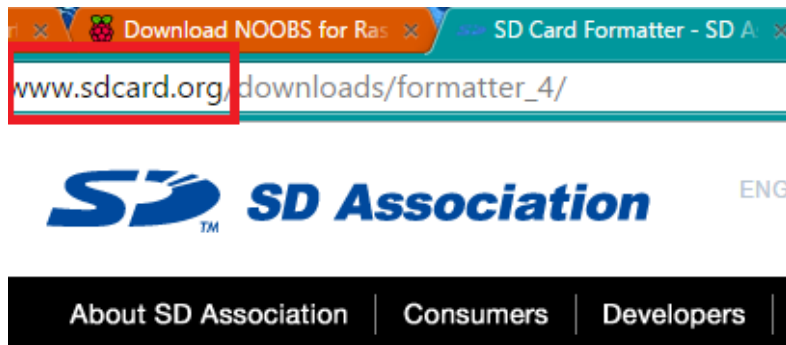 Download NOOBS for Ras
SD Card Formatter - SD A
www.sdcard.org/downloads/formatter_4/
SD TM SD Association
ENG
About SD Association
Consumers
Developers